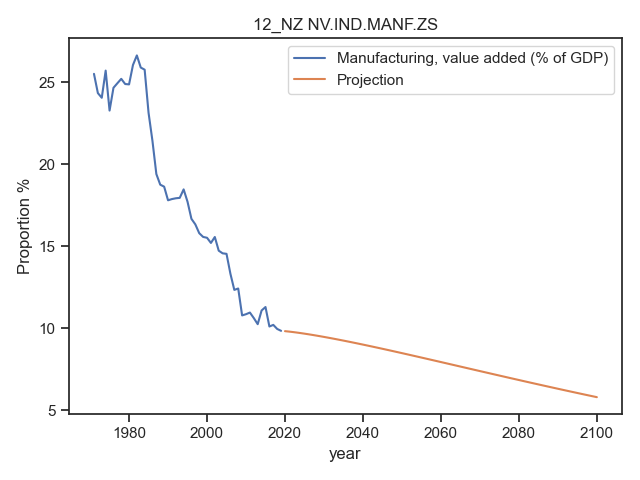 12_NZ NV.IND.MANF.ZS
Manufacturing, value added (% of GDP)
Projection
Proportion %
25
20
15
10
5
1980 2000 2020 2040 2060 2080 2100
year